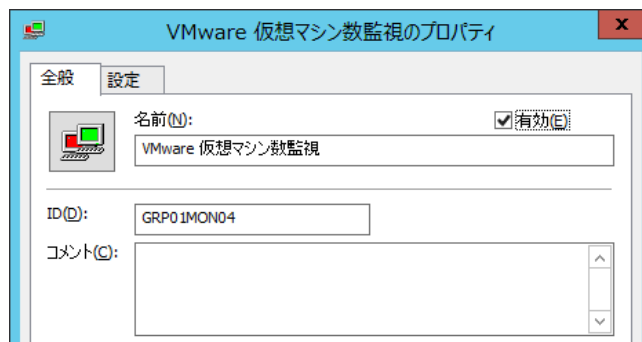 VMware 仮想マシン数監視のプロパティ
x
全般 設定
名前(N): 有効(E)
VMware 仮想マシン数監視
ID(D): GRP01MON04
コメント(C):